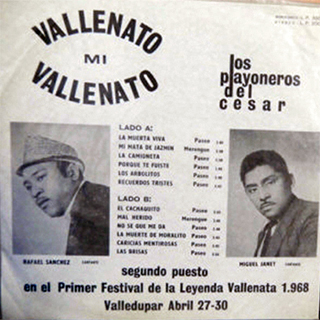 VALLENATO
MI
VALLENATO
los
playoneros
del
cesar
LADO A:
LA MUERTA VIVA Paseo
MI MATA DE JAZMIN Merengue
LA CAMIONETA Paseo
PORQUE TE FUISTE Paseo
LOS ARBOLITOS Paseo
RECUERDOS TRISTES Paseo
LADO B:
EL CACHAQUITO Paseo
MAL HERIDO Merengue
NO SE QUE ME DA Paseo
LA MUERTE DE MORALITO Paseo
CARICIAS MENTIROSAS Paseo
LAS BRISAS Paseo
RAFAEL SANCHEZ CANTANTE
MIGUEL JANET CANTANTE
segundo puesto
en el Primer Festival de la Leyenda Vallenata 1.968
Valledupar Abril 27-30